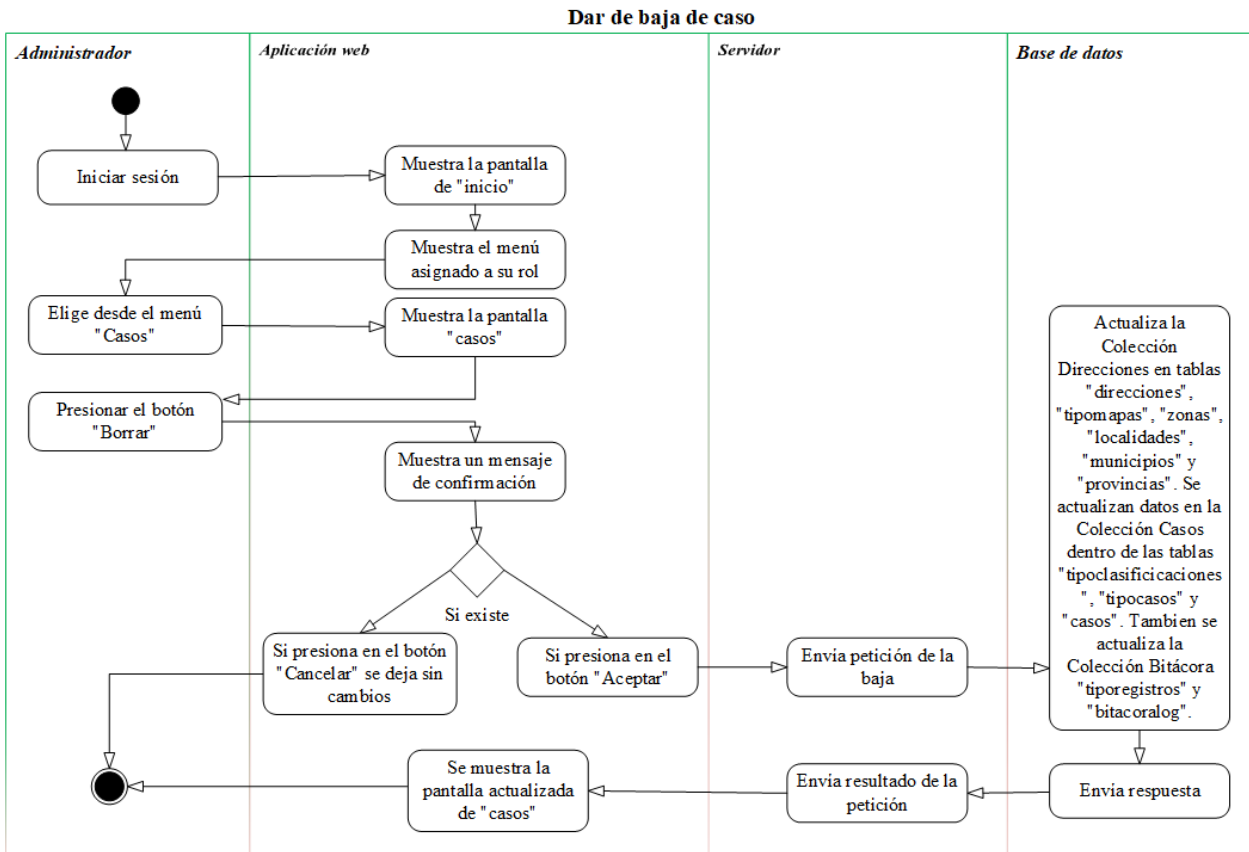 Dar de baja de caso
Administrador
Aplicación web
Servidor
Base de datos
Iniciar sesión
Muestra la pantalla
de "inicio"
Muestra el menú
asignado a su rol
Elige desde el menú
"Casos"
Muestra la pantalla
"casos"
Presionar el botón
"Borrar"
Muestra un mensaje
de confirmación
Si existe
Si presiona en el botón
"Cancelar" se deja sin
cambios
Si presiona en el
botón "Aceptar"
Envía petición de la
baja
Actualiza la
Colección
Direcciones en tablas
"direcciones",
"tipomapas", "zonas",
"localidades",
"municipios" y
"provincias". Se
actualizan datos en la
Colección Casos
dentro de las tablas
"tipoclasificicaciones
", "tipocasos" y
"casos". Tambien se
actualiza la
Colección Bitácora
"tiporegistros" y
"bitacoralog".
Envía respuesta
Envia resultado de la
petición
Se muestra la
pantalla actualizada
de "casos"